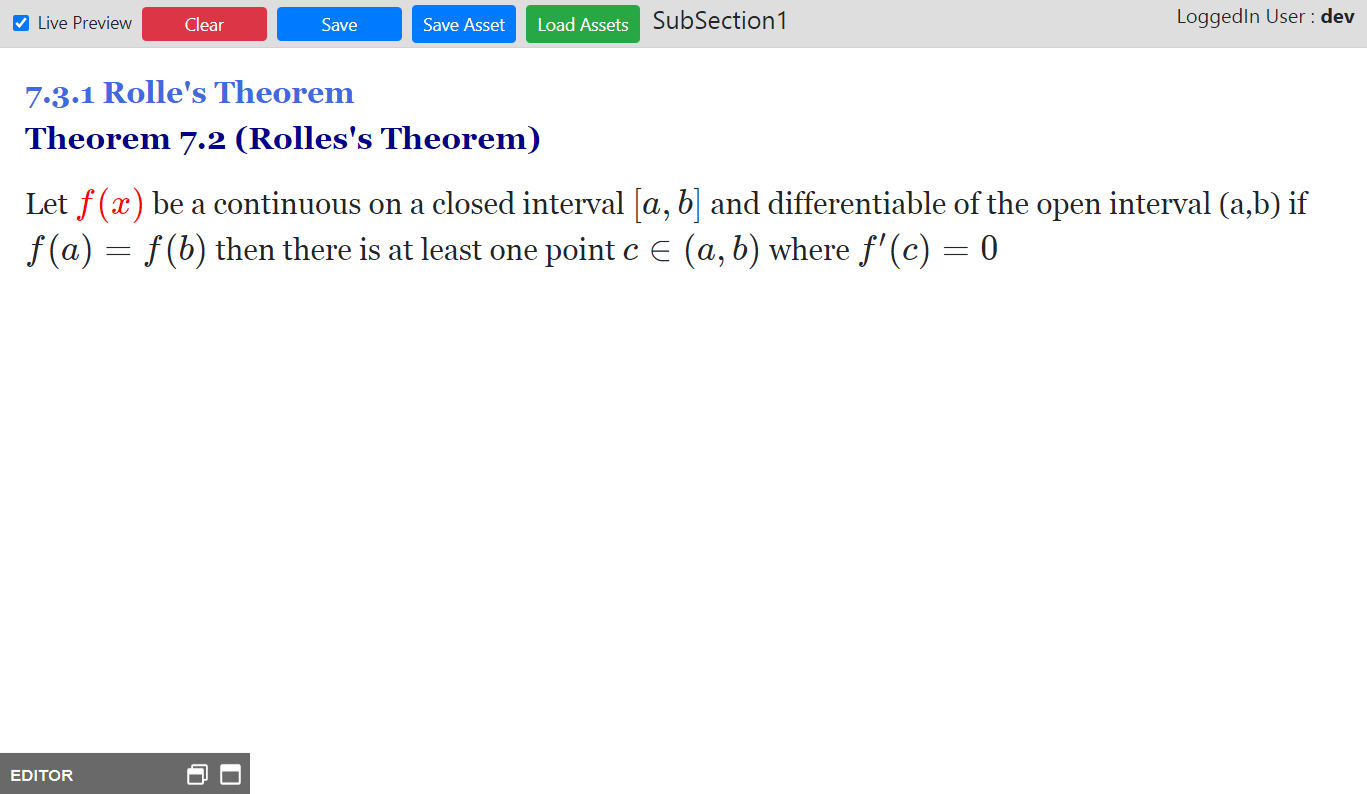 Live Preview Clear Save Save Asset Load Assets SubSection1 LoggedIn User : dev
7.3.1 Rolle's Theorem
Theorem 7.2 (Rolles's Theorem)
Let f(x) be a continuous on a closed interval [a, b] and differentiable of the open interval (a,b) if
f(a) = f(b) then there is at least one point c ∈ (a, b) where f′(c) = 0
EDITOR